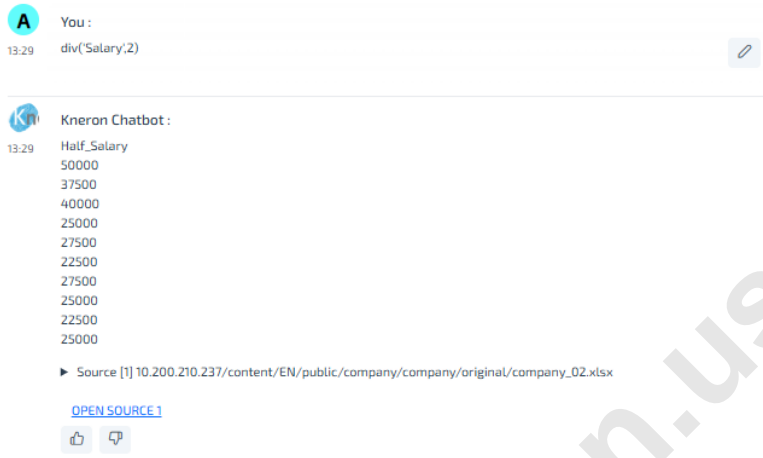 A
You :
13:29
div('Salary',2)
Kn
Kneron Chatbot :
13:29
Half_Salary
50000
37500
40000
25000
27500
22500
27500
25000
22500
25000
Source [1] 10.200.210.237/content/EN/public/company/company/original/company_02.xlsx
OPEN SOURCE 1
n.us